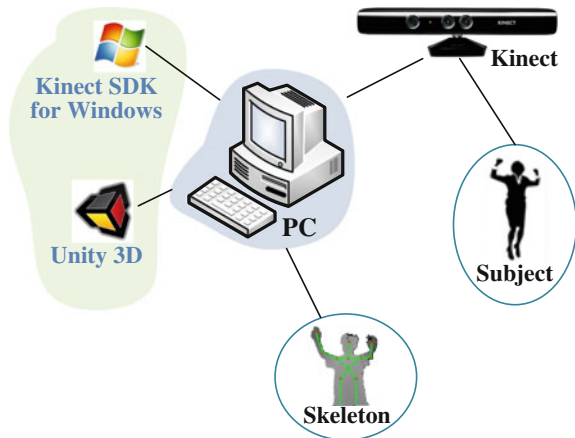 KINECT
Kinect
Kinect SDK
for Windows
PC
Unity 3D
Subject
Skeleton